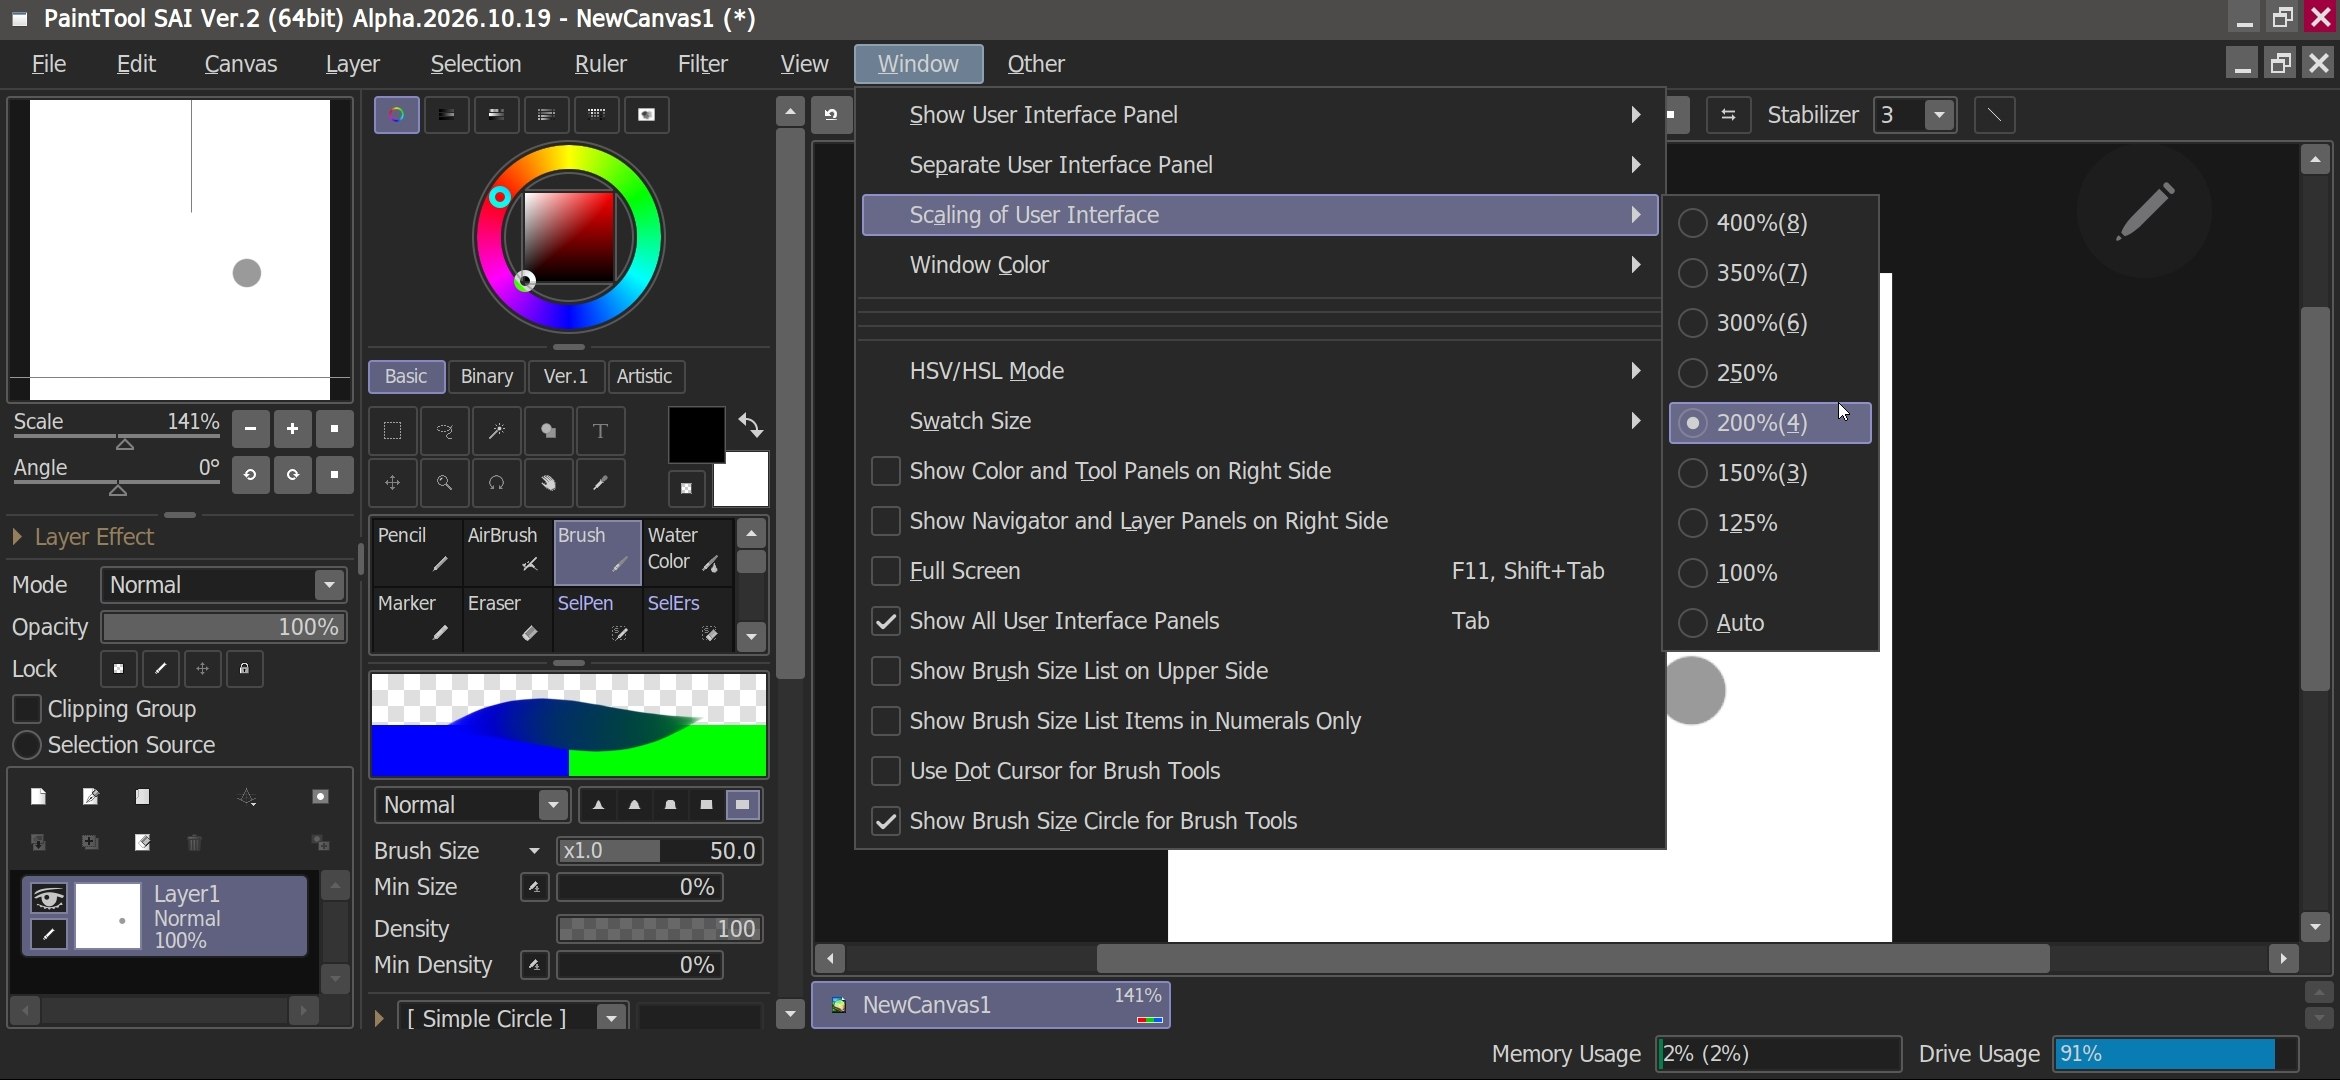 PaintTool SAI Ver.2 (64bit) Alpha.2026.10.19 - NewCanvas1 (*)
File Edit Canvas Layer Selection Ruler Filter View Window Other
Scale 141%
Angle 0°
Layer Effect
Mode Normal
Opacity 100%
Lock
Clipping Group
Selection Source
Layer1
Normal
100%
Basic Binary Ver.1 Artistic
T
Pencil AirBrush Brush Water Color
Marker Eraser SelPen SelErs
Normal
Brush Size x1.0 50.0
Min Size 0%
Density 100
Min Density 0%
[ Simple Circle ]
Stabilizer 3
Show User Interface Panel
Separate User Interface Panel
Scaling of User Interface
Window Color
HSV/HSL Mode
Swatch Size
Show Color and Tool Panels on Right Side
Show Navigator and Layer Panels on Right Side
Full Screen F11, Shift+Tab
Show All User Interface Panels Tab
Show Brush Size List on Upper Side
Show Brush Size List Items in Numerals Only
Use Dot Cursor for Brush Tools
Show Brush Size Circle for Brush Tools
400%(8)
350%(7)
300%(6)
250%
200%(4)
150%(3)
125%
100%
Auto
NewCanvas1 141%
Memory Usage 2% (2%) Drive Usage 91%